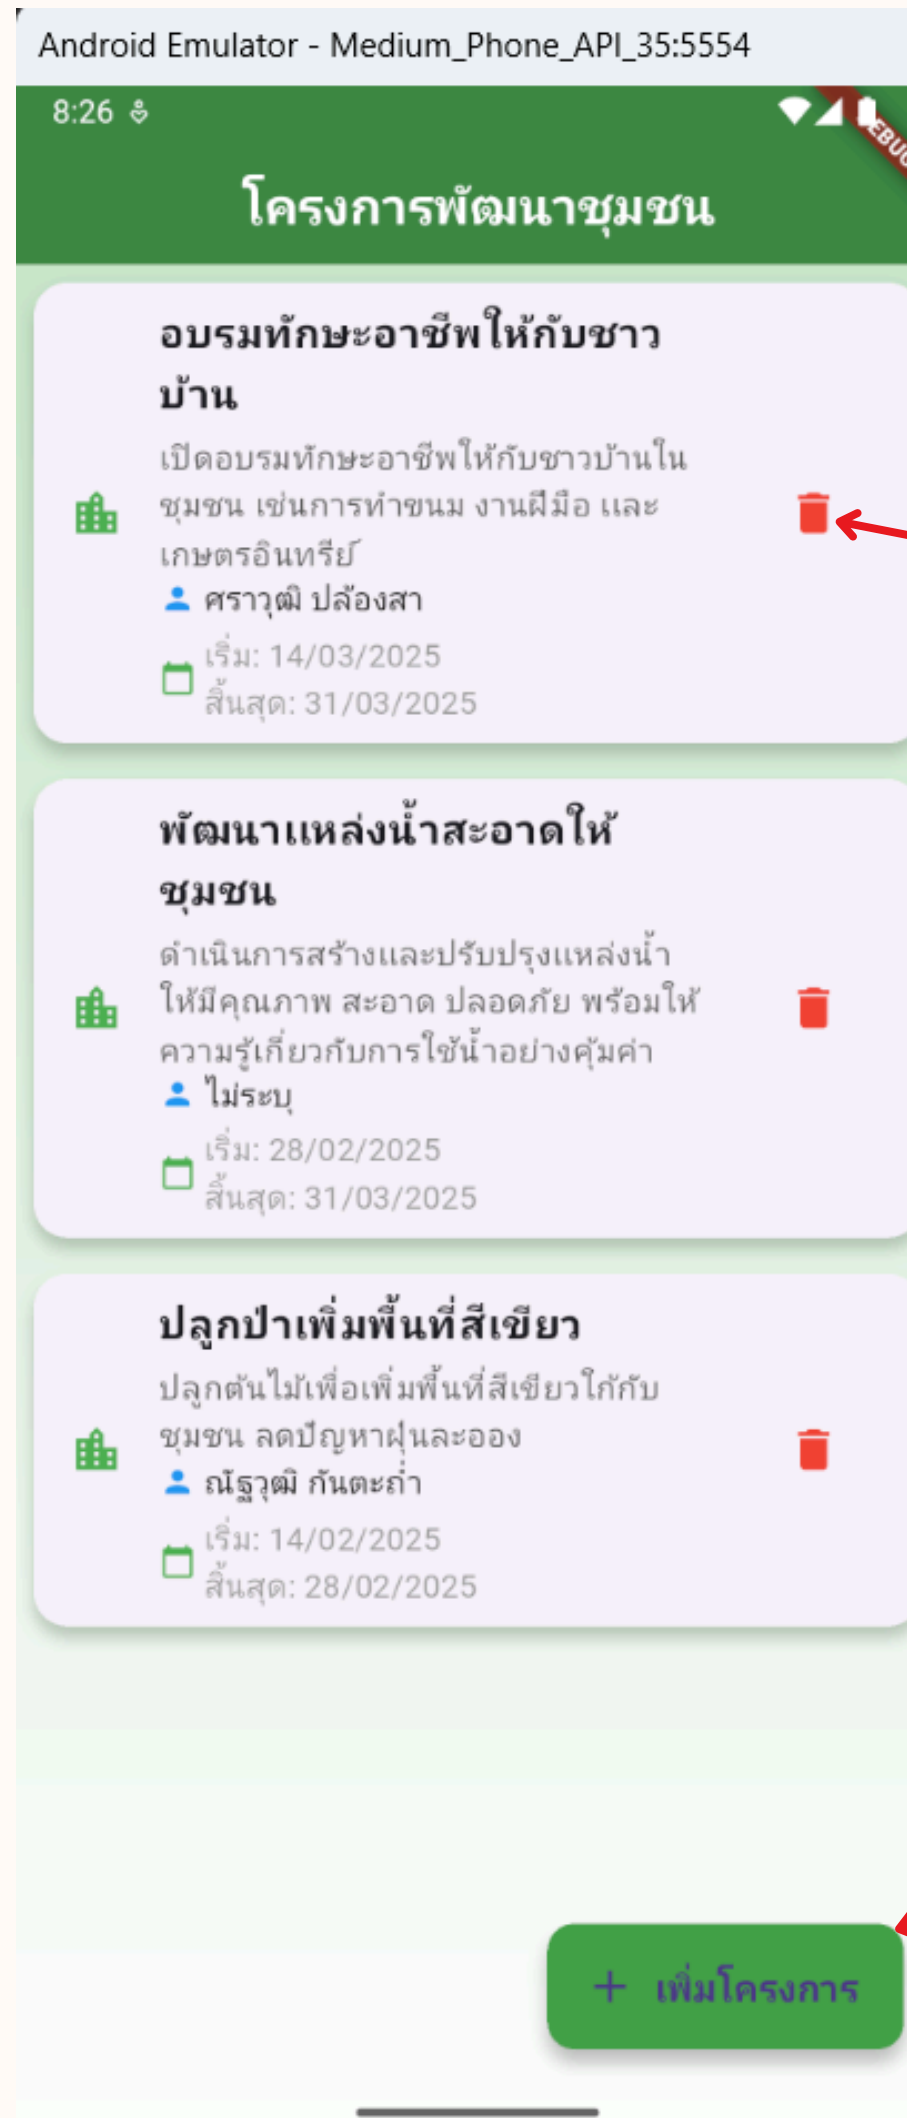 Android Emulator - Medium_Phone_API_35:5554
8:26
โครงการพัฒนาชุมชน
อบรมทักษะอาชีพให้กับชาว
บ้าน
เปิดอบรมทักษะอาชีพให้กับชาวบ้านใน
ชุมชน เช่นการทำขนม งานฝีมือ และ
เกษตรอินทรีย์
ศราวุฒิ ปล้องสา
เริ่ม: 14/03/2025
สิ้นสุด: 31/03/2025
พัฒนาแหล่งน้ำสะอาดให้
ชุมชน
ดำเนินการสร้างและปรับปรุงแหล่งน้ำ
ให้มีคุณภาพ สะอาด ปลอดภัย พร้อมให้
ความรู้เกี่ยวกับการใช้น้ำอย่างคุ้มค่า
ไม่ระบุ
เริ่ม: 28/02/2025
สิ้นสุด: 31/03/2025
ปลูกป่าเพิ่มพื้นที่สีเขียว
ปลูกต้นไม้เพื่อเพิ่มพื้นที่สีเขียวใก้กับ
ชุมชน ลดปัญหาฝุ่นละออง
ณัฐวุฒิ กันตะถ่ำ
เริ่ม: 14/02/2025
สิ้นสุด: 28/02/2025
+ เพิ่มโครงการ